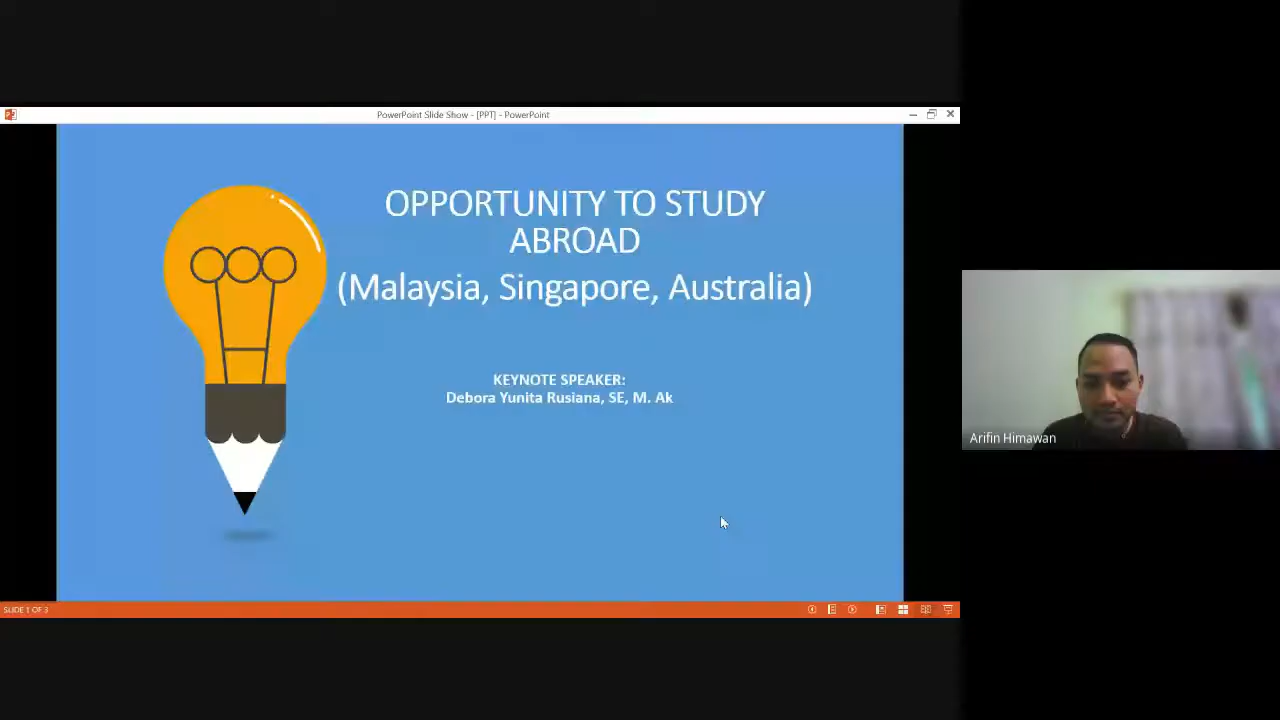 PowerPoint Slide Show - [PPT] - PowerPoint
OPPORTUNITY TO STUDY
ABROAD
(Malaysia, Singapore, Australia)
KEYNOTE SPEAKER:
Debora Yunita Rusiana, SE, M. Ak
Arifin Himawan
SLIDE 1 OF 3